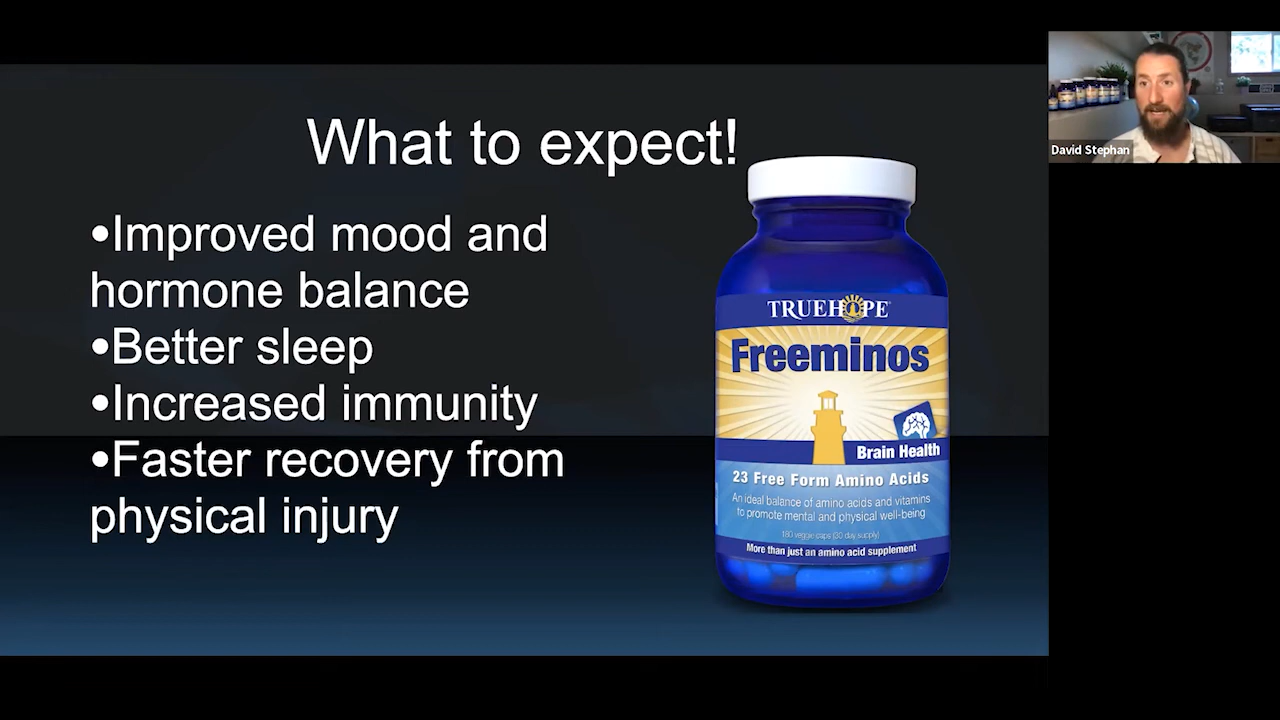 What to expect!
•Improved mood and
hormone balance
•Better sleep
•Increased immunity
•Faster recovery from
physical injury
TRUEHOPE®
Freeminos
Brain Health
23 Free Form Amino Acids
An ideal balance of amino acids and vitamins
to promote mental and physical well-being
180 veggie caps (30 day supply)
More than just an amino acid supplement
David Stephan